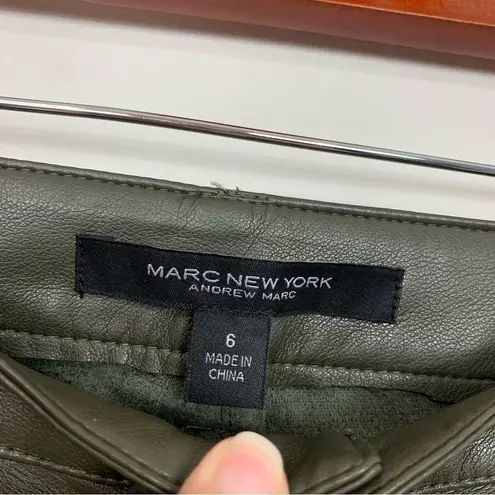 MARC NEW YORK
ANDREW MARC
6
MADE IN
CHINA